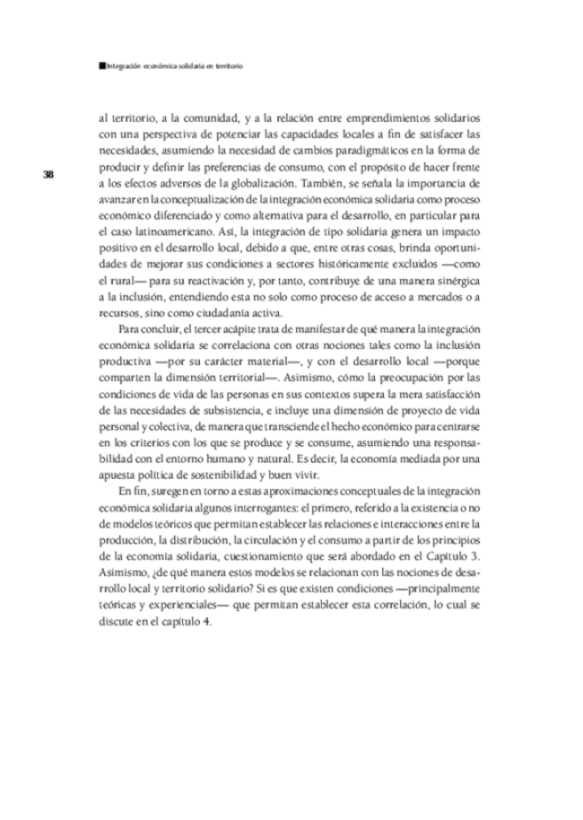 Integración económica solidaria en territorio
38
al territorio, a la comunidad, y a la relación entre emprendimientos solidarios
con una perspectiva de potenciar las capacidades locales a fin de satisfacer las
necesidades, asumiendo la necesidad de cambios paradigmáticos en la forma de
producir y definir las preferencias de consumo, con el propósito de hacer frente
a los efectos adversos de la globalización. También, se señala la importancia de
avanzar en la conceptualización de la integración económica solidaria como proceso
económico diferenciado y como alternativa para el desarrollo, en particular para
el caso latinoamericano. Así, la integración de tipo solidaria genera un impacto
positivo en el desarrollo local, debido a que, entre otras cosas, brinda oportuni-
dades de mejorar sus condiciones a sectores históricamente excluidos —como
el rural— para su reactivación y, por tanto, contribuye de una manera sinérgica
a la inclusión, entendiendo esta no solo como proceso de acceso a mercados o a
recursos, sino como ciudadanía activa.
Para concluir, el tercer acápite trata de manifestar de qué manera la integración
económica solidaria se correlaciona con otras nociones tales como la inclusión
productiva —por su carácter material—, y con el desarrollo local —porque
comparten la dimensión territorial—. Asimismo, cómo la preocupación por las
condiciones de vida de las personas en sus contextos supera la mera satisfacción
de las necesidades de subsistencia, e incluye una dimensión de proyecto de vida
personal y colectiva, de manera que transciende el hecho económico para centrarse
en los criterios con los que se produce y se consume, asumiendo una responsa-
bilidad con el entorno humano y natural. Es decir, la economía mediada por una
apuesta política de sostenibilidad y buen vivir.
En fin, suregen en torno a estas aproximaciones conceptuales de la integración
económica solidaria algunos interrogantes: el primero, referido a la existencia o no
de modelos teóricos que permitan establecer las relaciones e interacciones entre la
producción, la distribución, la circulación y el consumo a partir de los principios
de la economía solidaria, cuestionamiento que será abordado en el Capítulo 3.
Asimismo, ¿de qué manera estos modelos se relacionan con las nociones de desa-
rrollo local y territorio solidario? Si es que existen condiciones —principalmente
teóricas y experienciales— que permitan establecer esta correlación, lo cual se
discute en el capítulo 4.